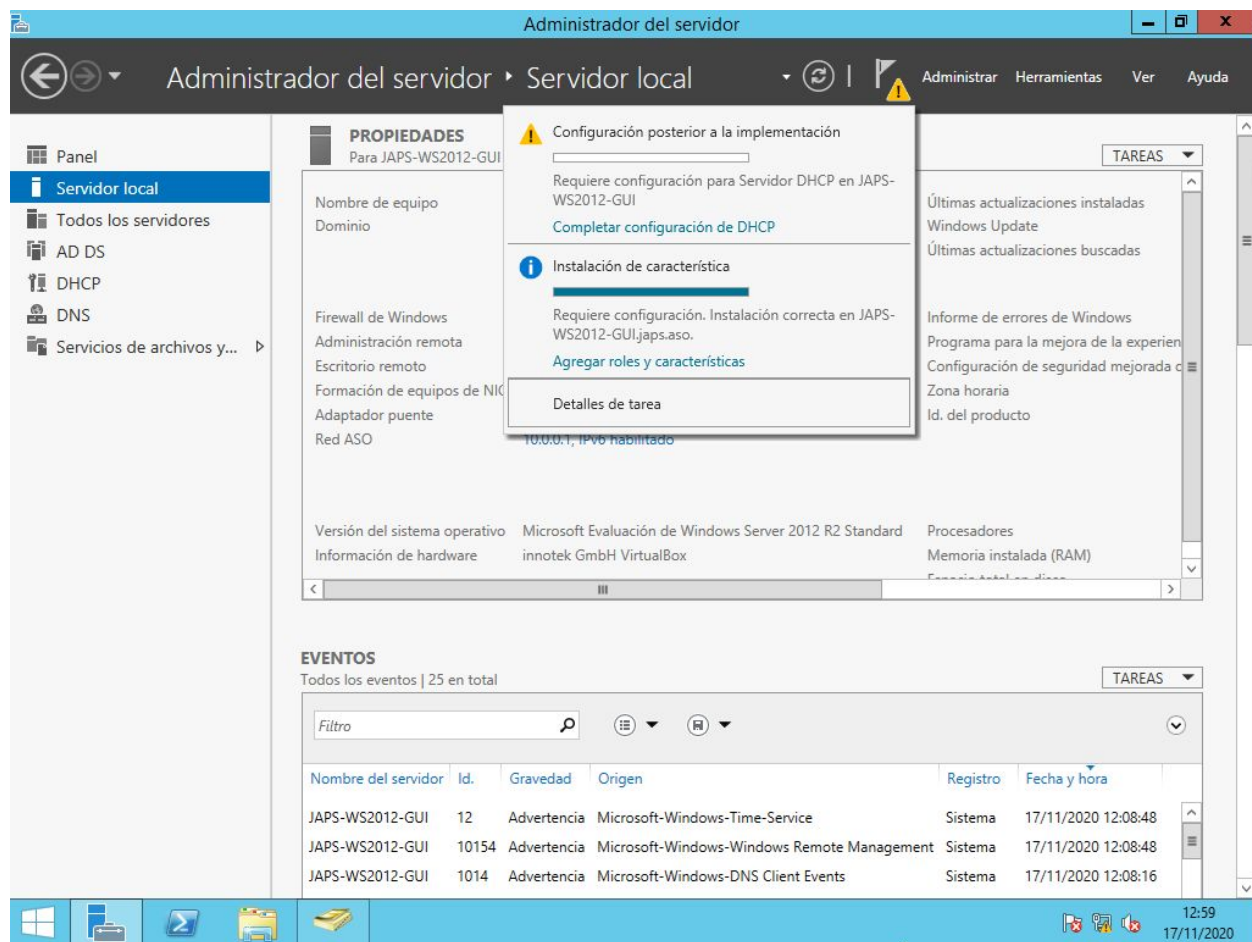 Administrador del servidor
Administrador del servidor ‣ Servidor local
Administrar Herramientas Ver Ayuda
Panel
Servidor local
Todos los servidores
AD DS
DHCP
DNS
Servicios de archivos y...
PROPIEDADES
Para JAPS-WS2012-GUI
TAREAS
Nombre de equipo
Dominio
Últimas actualizaciones instaladas
Windows Update
Últimas actualizaciones buscadas
Configuración posterior a la implementación
Requiere configuración para Servidor DHCP en JAPS-
WS2012-GUI
Completar configuración de DHCP
Instalación de característica
Requiere configuración. Instalación correcta en JAPS-
WS2012-GUI.japs.aso.
Agregar roles y características
Detalles de tarea
Firewall de Windows
Administración remota
Escritorio remoto
Formación de equipos de NIC
Adaptador puente
Red ASO
10.0.0.1, IPv6 habilitado
Informe de errores de Windows
Programa para la mejora de la experien
Configuración de seguridad mejorada
Zona horaria
Id. del producto
Versión del sistema operativo Microsoft Evaluación de Windows Server 2012 R2 Standard Procesadores
Información de hardware innotek GmbH VirtualBox Memoria instalada (RAM)
Espacio total en disco
EVENTOS
Todos los eventos | 25 en total
TAREAS
Filtro
Nombre del servidor Id. Gravedad Origen Registro Fecha y hora
JAPS-WS2012-GUI 12 Advertencia Microsoft-Windows-Time-Service Sistema 17/11/2020 12:08:48
JAPS-WS2012-GUI 10154 Advertencia Microsoft-Windows-Windows Remote Management Sistema 17/11/2020 12:08:48
JAPS-WS2012-GUI 1014 Advertencia Microsoft-Windows-DNS Client Events Sistema 17/11/2020 12:08:16
12:59
17/11/2020